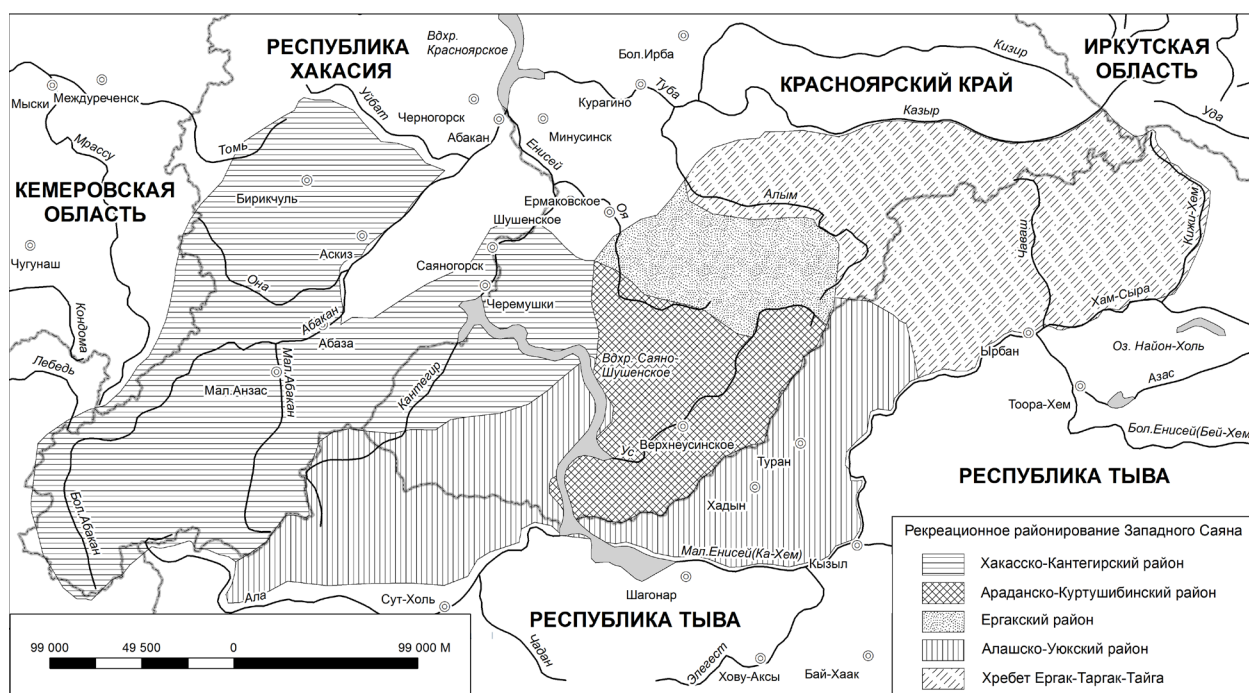 РЕСПУБЛИКА
ХАКАСИЯ
Вдхр.
Красноярское
Бол.Ирба
Кизир
ИРКУТСКАЯ
ОБЛАСТЬ
КРАСНОЯРСКИЙ КРАЙ
Мыски
Междуреченск
Уйбат
Черногорск
Абакан
Курагино
Туба
Минусинск
Казыр
Уда
Мрассу
Томь
Енисей
КЕМЕРОВСКАЯ
ОБЛАСТЬ
Бирикчуль
Ермаковское
Оя
Алым
Кижи-Хем
Шушенское
Чаваш
Чугунаш
Аскиз
Саяногорск
Она
Черемушки
Хам-Сыра
Кондома
Абакан
Абаза
Лебедь
Вдхр. Саяно-
Шушенское
Ырбан
Оз. Найон-Холь
Мал.Анзас
Мал.Абакан
Кантегир
Азас
Тоора-Хем
Ус
Верхнеусинское
Туран
Бол.Енисей(Бей-Хем)
РЕСПУБЛИКА ТЫВА
Бол.Абакан
Хадын
Мал.Енисей(Ка-Хем)
Кызыл
Ала
Сут-Холь
Шагонар
РЕСПУБЛИКА ТЫВА
Чадан
Элегест
Хову-Аксы
Бай-Хаак
99 000
49 500
0
99 000 М
Рекреационное районирование Западного Саяна
Хакасско-Кантегирский район
Араданско-Куртушибинский район
Ергакский район
Алашско-Уюкский район
Хребет Ергак-Таргак-Тайга